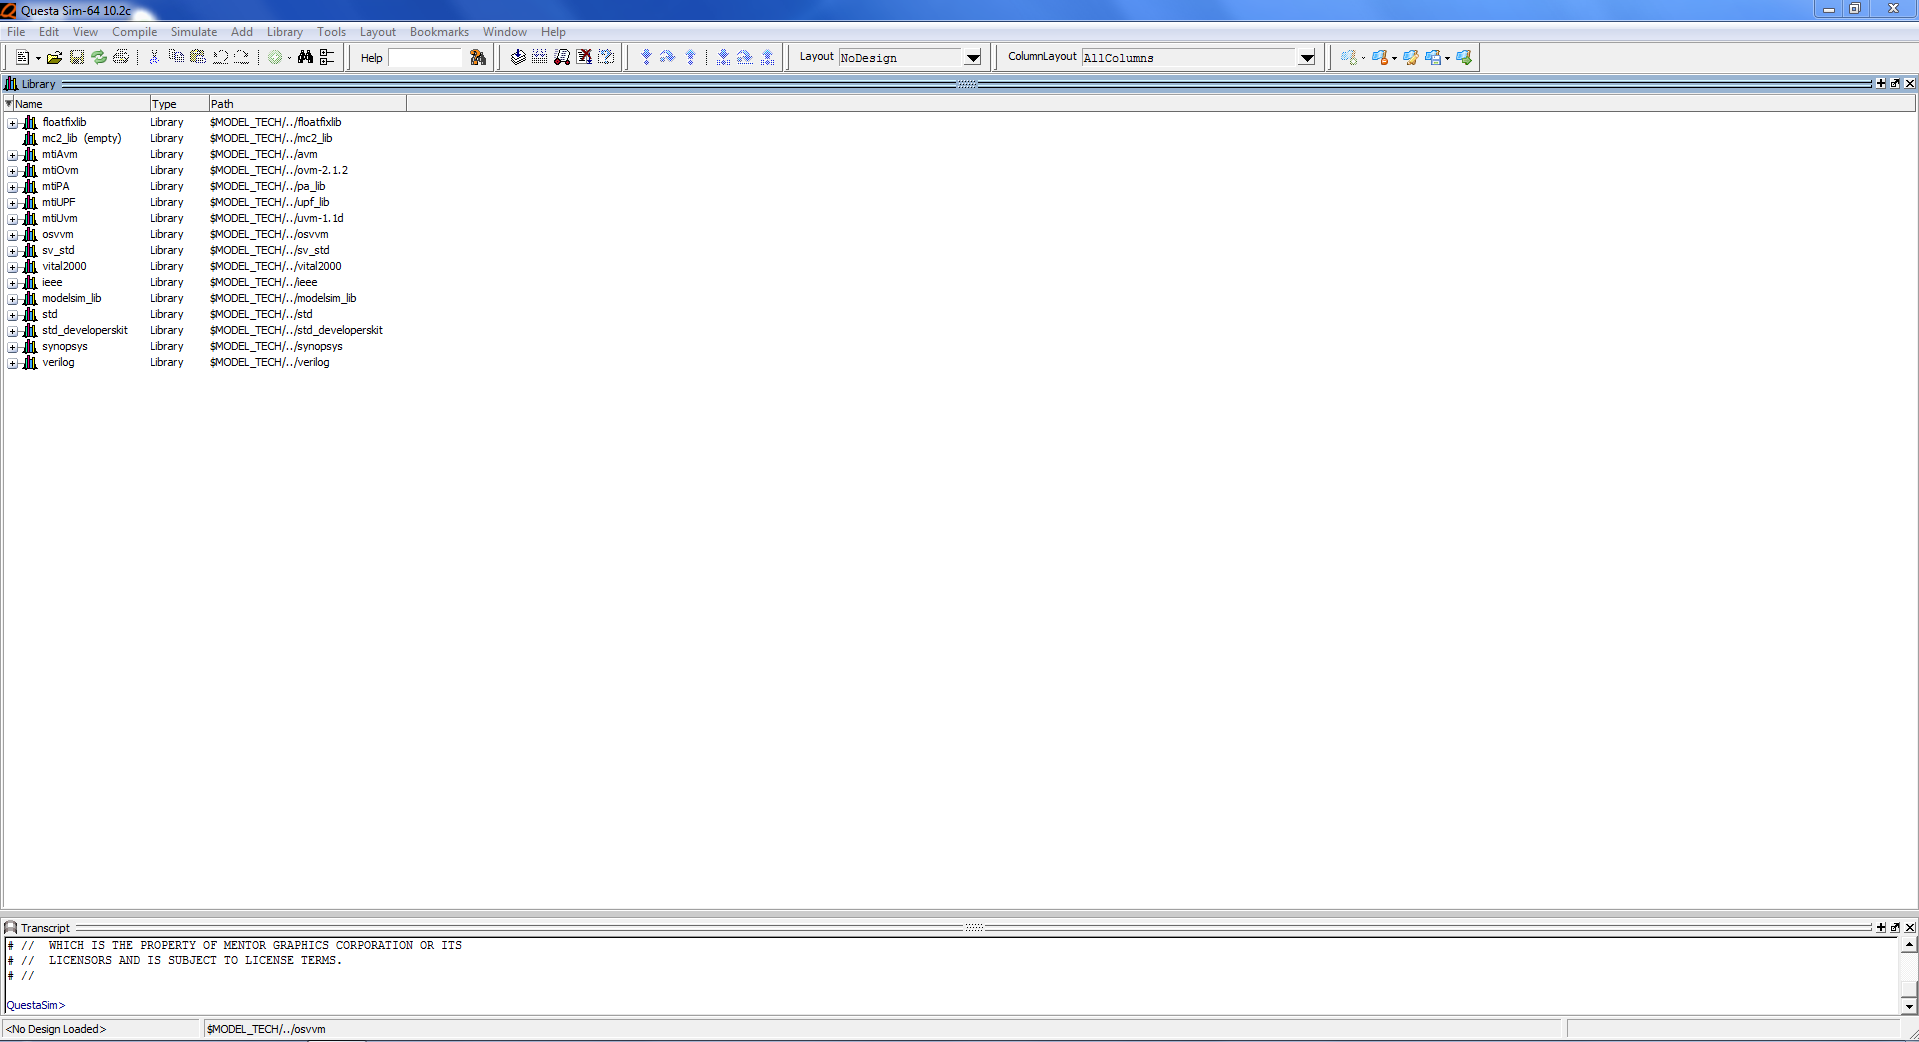 Questa Sim-64 10.2c
File Edit View Compile Simulate Add Library Tools Layout Bookmarks Window Help
Help Layout NoDesign ColumnLayout AllColumns
Library
Name Type Path
floatfixlib Library $MODEL_TECH/../floatfixlib
mc2_lib (empty) Library $MODEL_TECH/../mc2_lib
mtiAvm Library $MODEL_TECH/../avm
mtiOvm Library $MODEL_TECH/../ovm-2.1.2
mtiPA Library $MODEL_TECH/../pa_lib
mtiUPF Library $MODEL_TECH/../upf_lib
mtiUvm Library $MODEL_TECH/../uvm-1.1d
osvvm Library $MODEL_TECH/../osvvm
sv_std Library $MODEL_TECH/../sv_std
vital2000 Library $MODEL_TECH/../vital2000
ieee Library $MODEL_TECH/../ieee
modelsim_lib Library $MODEL_TECH/../modelsim_lib
std Library $MODEL_TECH/../std
std_developerskit Library $MODEL_TECH/../std_developerskit
synopsys Library $MODEL_TECH/../synopsys
verilog Library $MODEL_TECH/../verilog
Transcript
# // WHICH IS THE PROPERTY OF MENTOR GRAPHICS CORPORATION OR ITS
# // LICENSORS AND IS SUBJECT TO LICENSE TERMS.
# //
QuestaSim>
<No Design Loaded> $MODEL_TECH/../osvvm